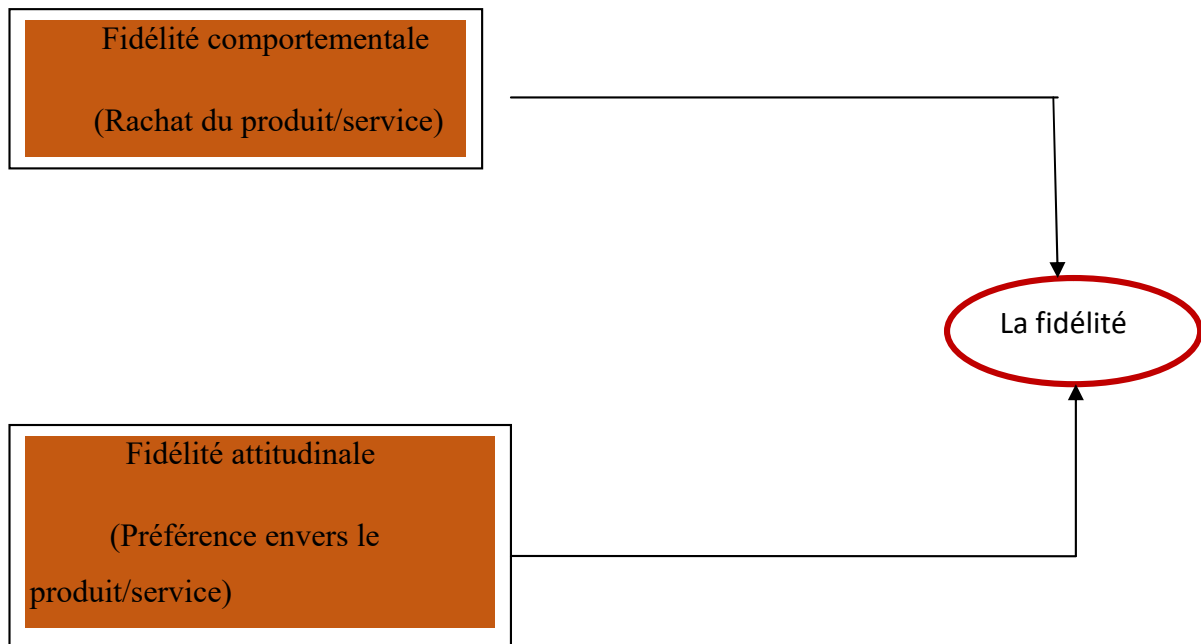 Fidélité comportementale
(Rachat du produit/service)
La fidélité
Fidélité attitudinale
(Préférence envers le
produit/service)